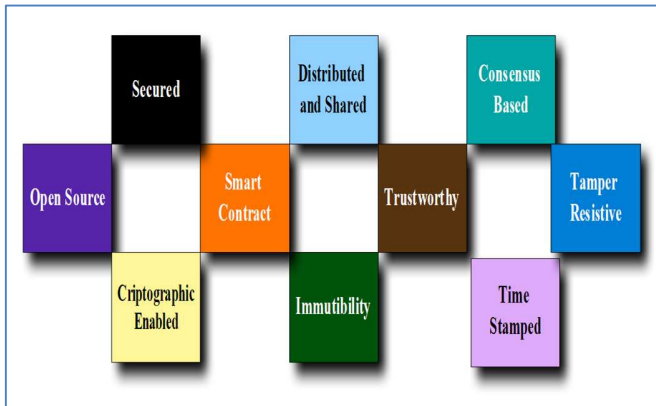 Secured
Distributed
and Shared
Consensus
Based
Open Source
Smart
Contract
Trustworthy
Tamper
Resistive
Criptographic
Enabled
Immutibility
Time
Stamped